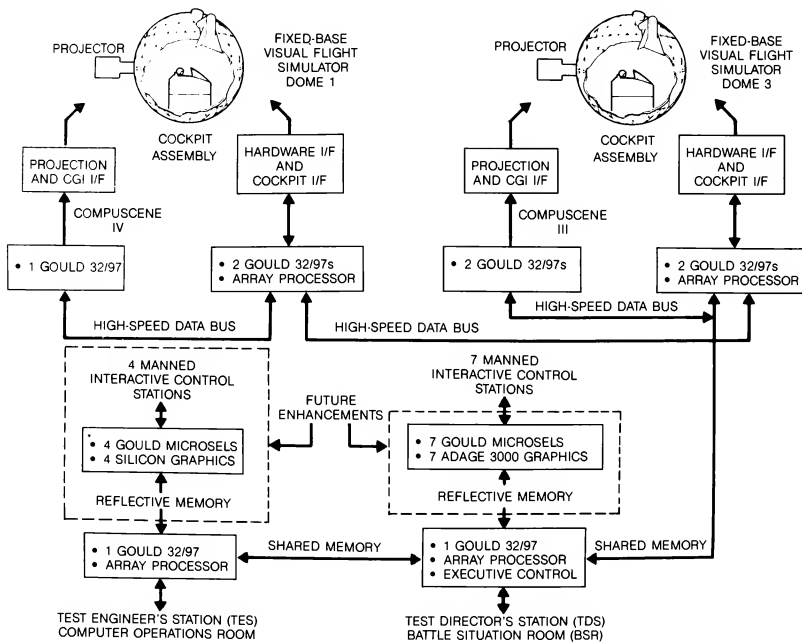 PROJECTOR
FIXED-BASE
VISUAL FLIGHT
SIMULATOR
DOME 1
COCKPIT
ASSEMBLY
PROJECTOR
FIXED-BASE
VISUAL FLIGHT
SIMULATOR
DOME 3
COCKPIT
ASSEMBLY
PROJECTION
AND CGI I/F
HARDWARE I/F
AND
COCKPIT I/F
PROJECTION
AND CGI I/F
HARDWARE I/F
AND
COCKPIT I/F
COMPUSCENE
IV
COMPUSCENE
III
• 1 GOULD 32/97
• 2 GOULD 32/97s
• ARRAY PROCESSOR
• 2 GOULD 32/97s
• 2 GOULD 32/97s
• ARRAY PROCESSOR
HIGH-SPEED DATA BUS
HIGH-SPEED DATA BUS
4 MANNED
INTERACTIVE CONTROL
STATIONS
FUTURE
ENHANCEMENTS
7 MANNED
INTERACTIVE CONTROL
STATIONS
• 4 GOULD MICROSELS
• 4 SILICON GRAPHICS
• 7 GOULD MICROSELS
• 7 ADAGE 3000 GRAPHICS
REFLECTIVE MEMORY
REFLECTIVE MEMORY
• 1 GOULD 32/97
• ARRAY PROCESSOR
SHARED MEMORY
• 1 GOULD 32/97
• ARRAY PROCESSOR
• EXECUTIVE CONTROL
SHARED MEMORY
TEST ENGINEER'S STATION (TES)
COMPUTER OPERATIONS ROOM
TEST DIRECTOR'S STATION (TDS)
BATTLE SITUATION ROOM (BSR)